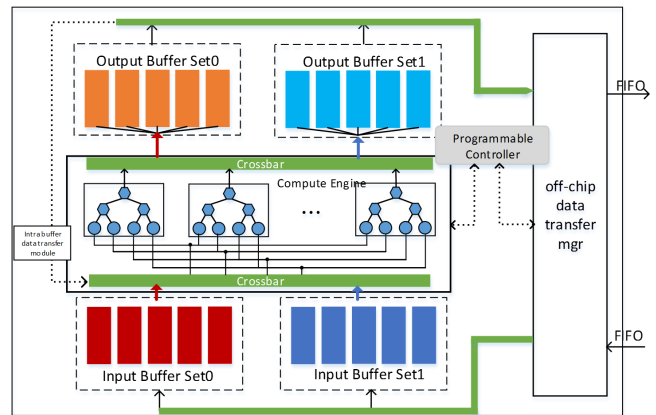 Output Buffer Set0
Output Buffer Set1
FIFO
Programmable
Controller
Crossbar
Compute Engine
...
off-chip
data
transfer
mgr
Intra buffer
data transfer
module
Crossbar
FIFO
Input Buffer Set0
Input Buffer Set1